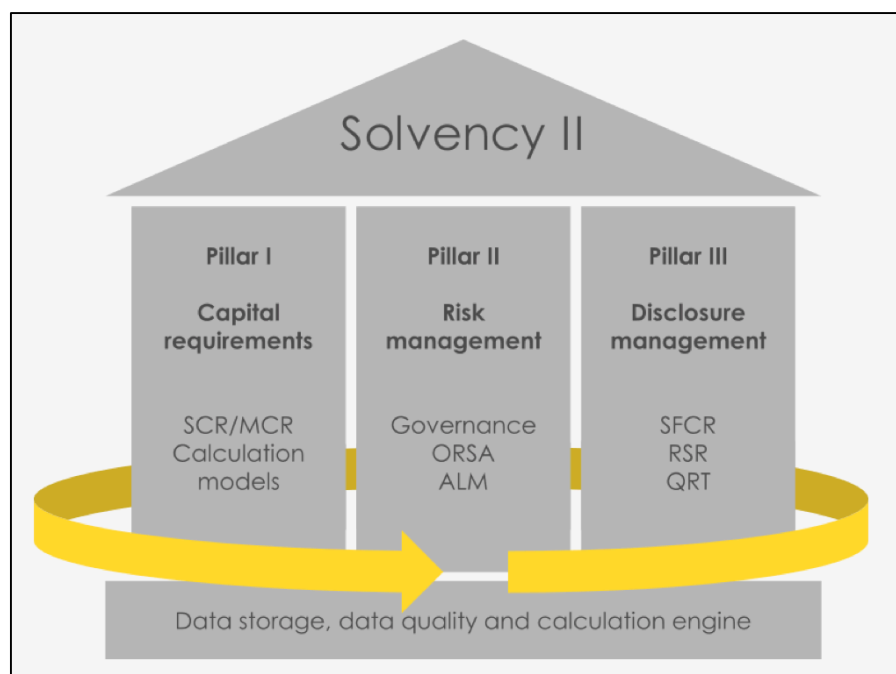 Solvency II
Pillar I
Capital
requirements
SCR/MCR
Calculation
models
Pillar II
Risk
management
Governance
ORSA
ALM
Pillar III
Disclosure
management
SFCR
RSR
QRT
Data storage, data quality and calculation engine